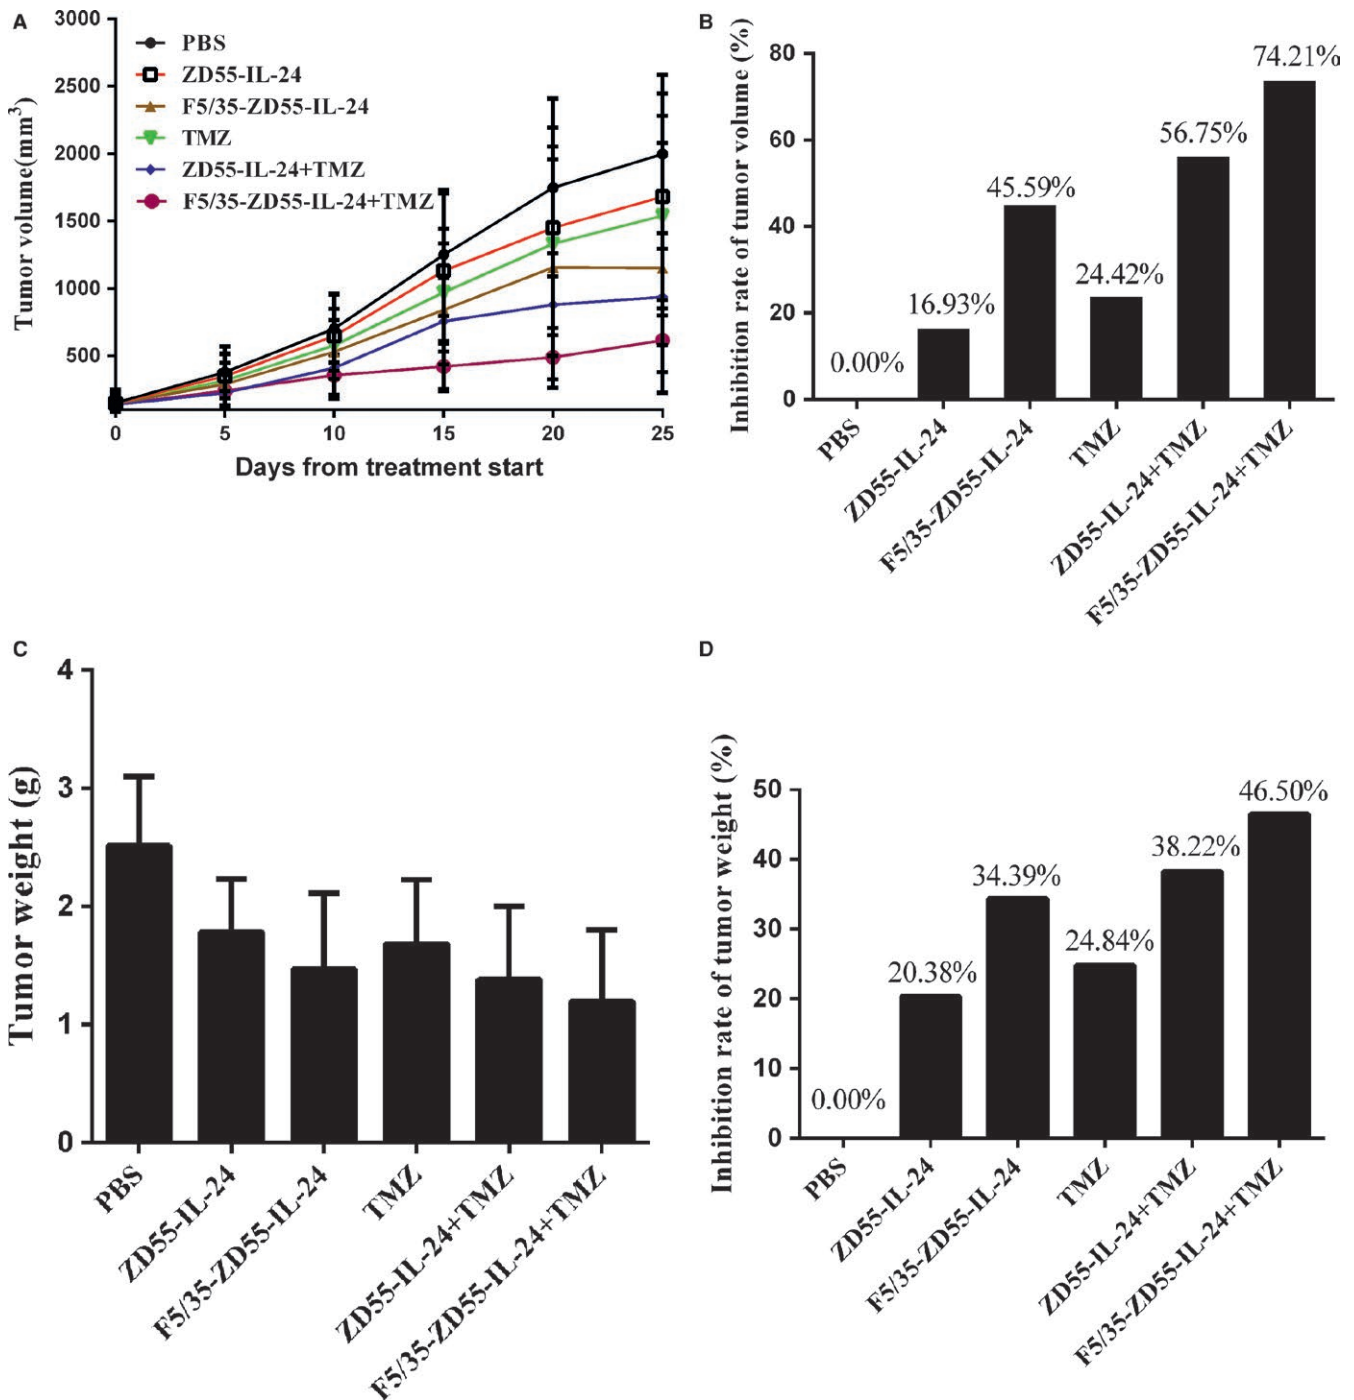 A
Tumor volume(mm³)
3000
2500
2000
1500
1000
500
PBS
ZD55-IL-24
F5/35-ZD55-IL-24
TMZ
ZD55-IL-24+TMZ
F5/35-ZD55-IL-24+TMZ
0 5 10 15 20 25
Days from treatment start
B
Inhibition rate of tumor volume (%)
80
60
40
20
0
0.00%
16.93%
45.59%
24.42%
56.75%
74.21%
PBS
ZD55-IL-24
F5/35-ZD55-IL-24
TMZ
ZD55-IL-24+TMZ
F5/35-ZD55-IL-24+TMZ
C
Tumor weight (g)
4
3
2
1
0
PBS
ZD55-IL-24
F5/35-ZD55-IL-24
TMZ
ZD55-IL-24+TMZ
F5/35-ZD55-IL-24+TMZ
D
Inhibition rate of tumor weight (%)
50
40
30
20
10
0
0.00%
20.38%
34.39%
24.84%
38.22%
46.50%
PBS
ZD55-IL-24
F5/35-ZD55-IL-24
TMZ
ZD55-IL-24+TMZ
F5/35-ZD55-IL-24+TMZ